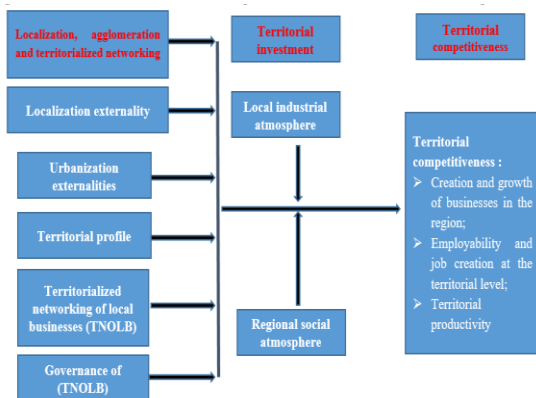 Localization, agglomeration
and territorialized networking
Localization externality
Urbanization
externalities
Territorial profile
Territorialized
networking of local
businesses (TNOLB)
Governance of
(TNOLB)
Territorial
investment
Local industrial
atmosphere
Regional social
atmosphere
Territorial
competitiveness
Territorial
competitiveness :
➢ Creation and growth
of businesses in the
region;
➢ Employability and
job creation at the
territorial level;
➢ Territorial
productivity